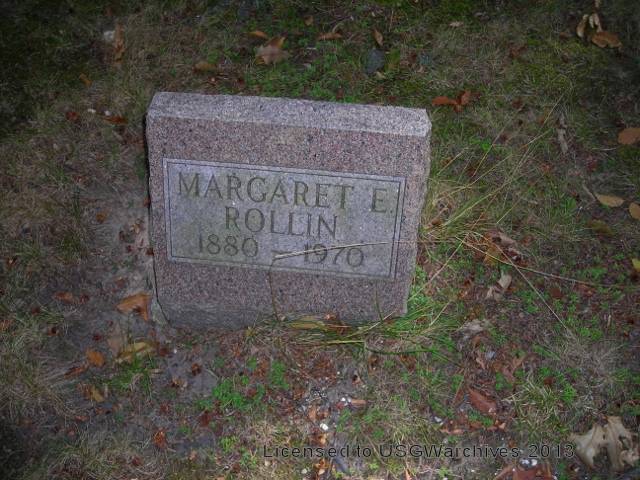 MARGARET E.
ROLLIN
1880 - 1970
Licensed to USGWarchives 2013